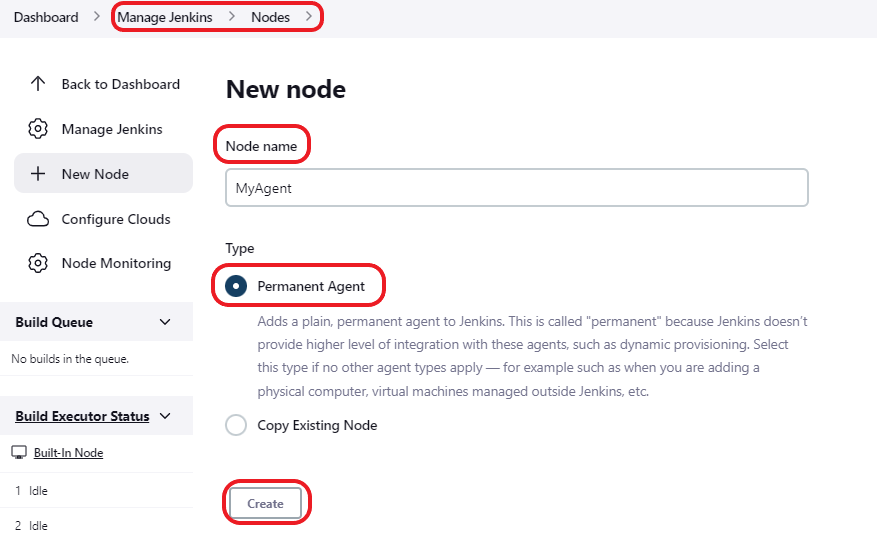 Dashboard > Manage Jenkins > Nodes >
Back to Dashboard
Manage Jenkins
New Node
Configure Clouds
Node Monitoring
Build Queue
No builds in the queue.
Build Executor Status
Built-In Node
1 Idle
2 Idle
New node
Node name
MyAgent
Type
Permanent Agent
Adds a plain, permanent agent to Jenkins. This is called "permanent" because Jenkins doesn't
provide higher level of integration with these agents, such as dynamic provisioning. Select
this type if no other agent types apply — for example such as when you are adding a
physical computer, virtual machines managed outside Jenkins, etc.
Copy Existing Node
Create